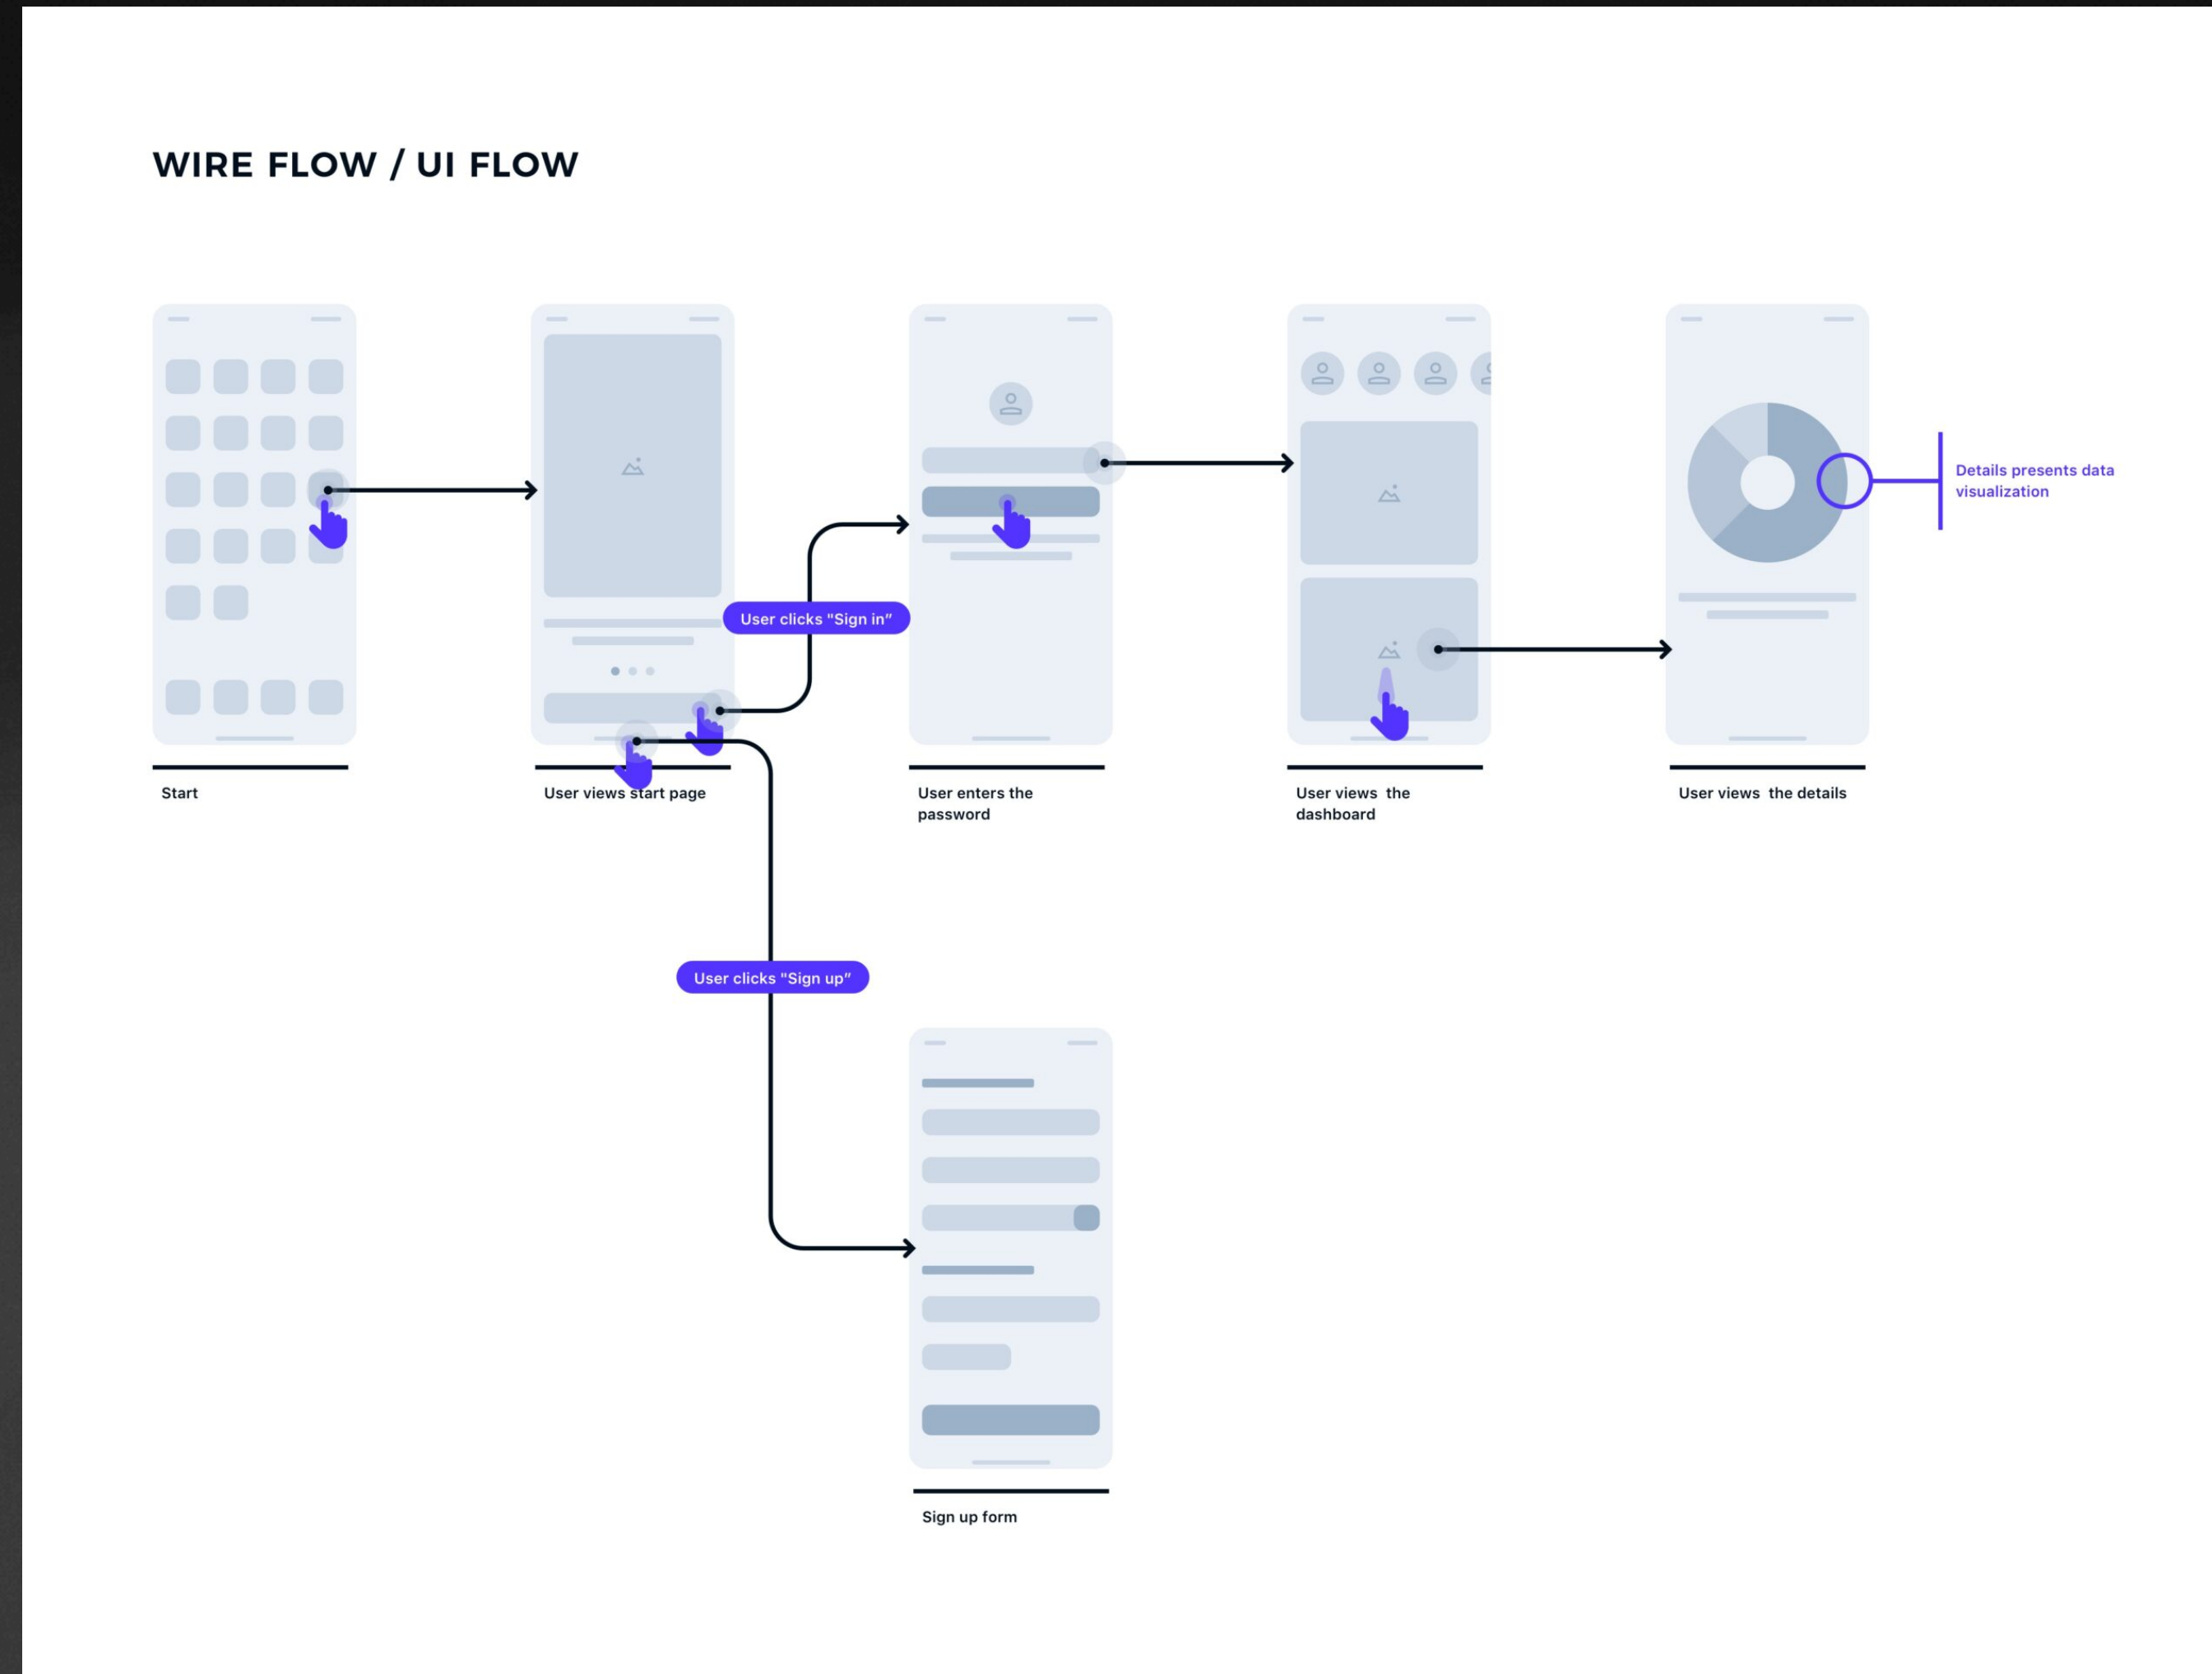 WIRE FLOW / UI FLOW
Details presents data
visualization
User clicks "Sign in”
Start
User views start page
User enters the
password
User views  the
dashboard
User views  the details
User clicks "Sign up”
Sign up form